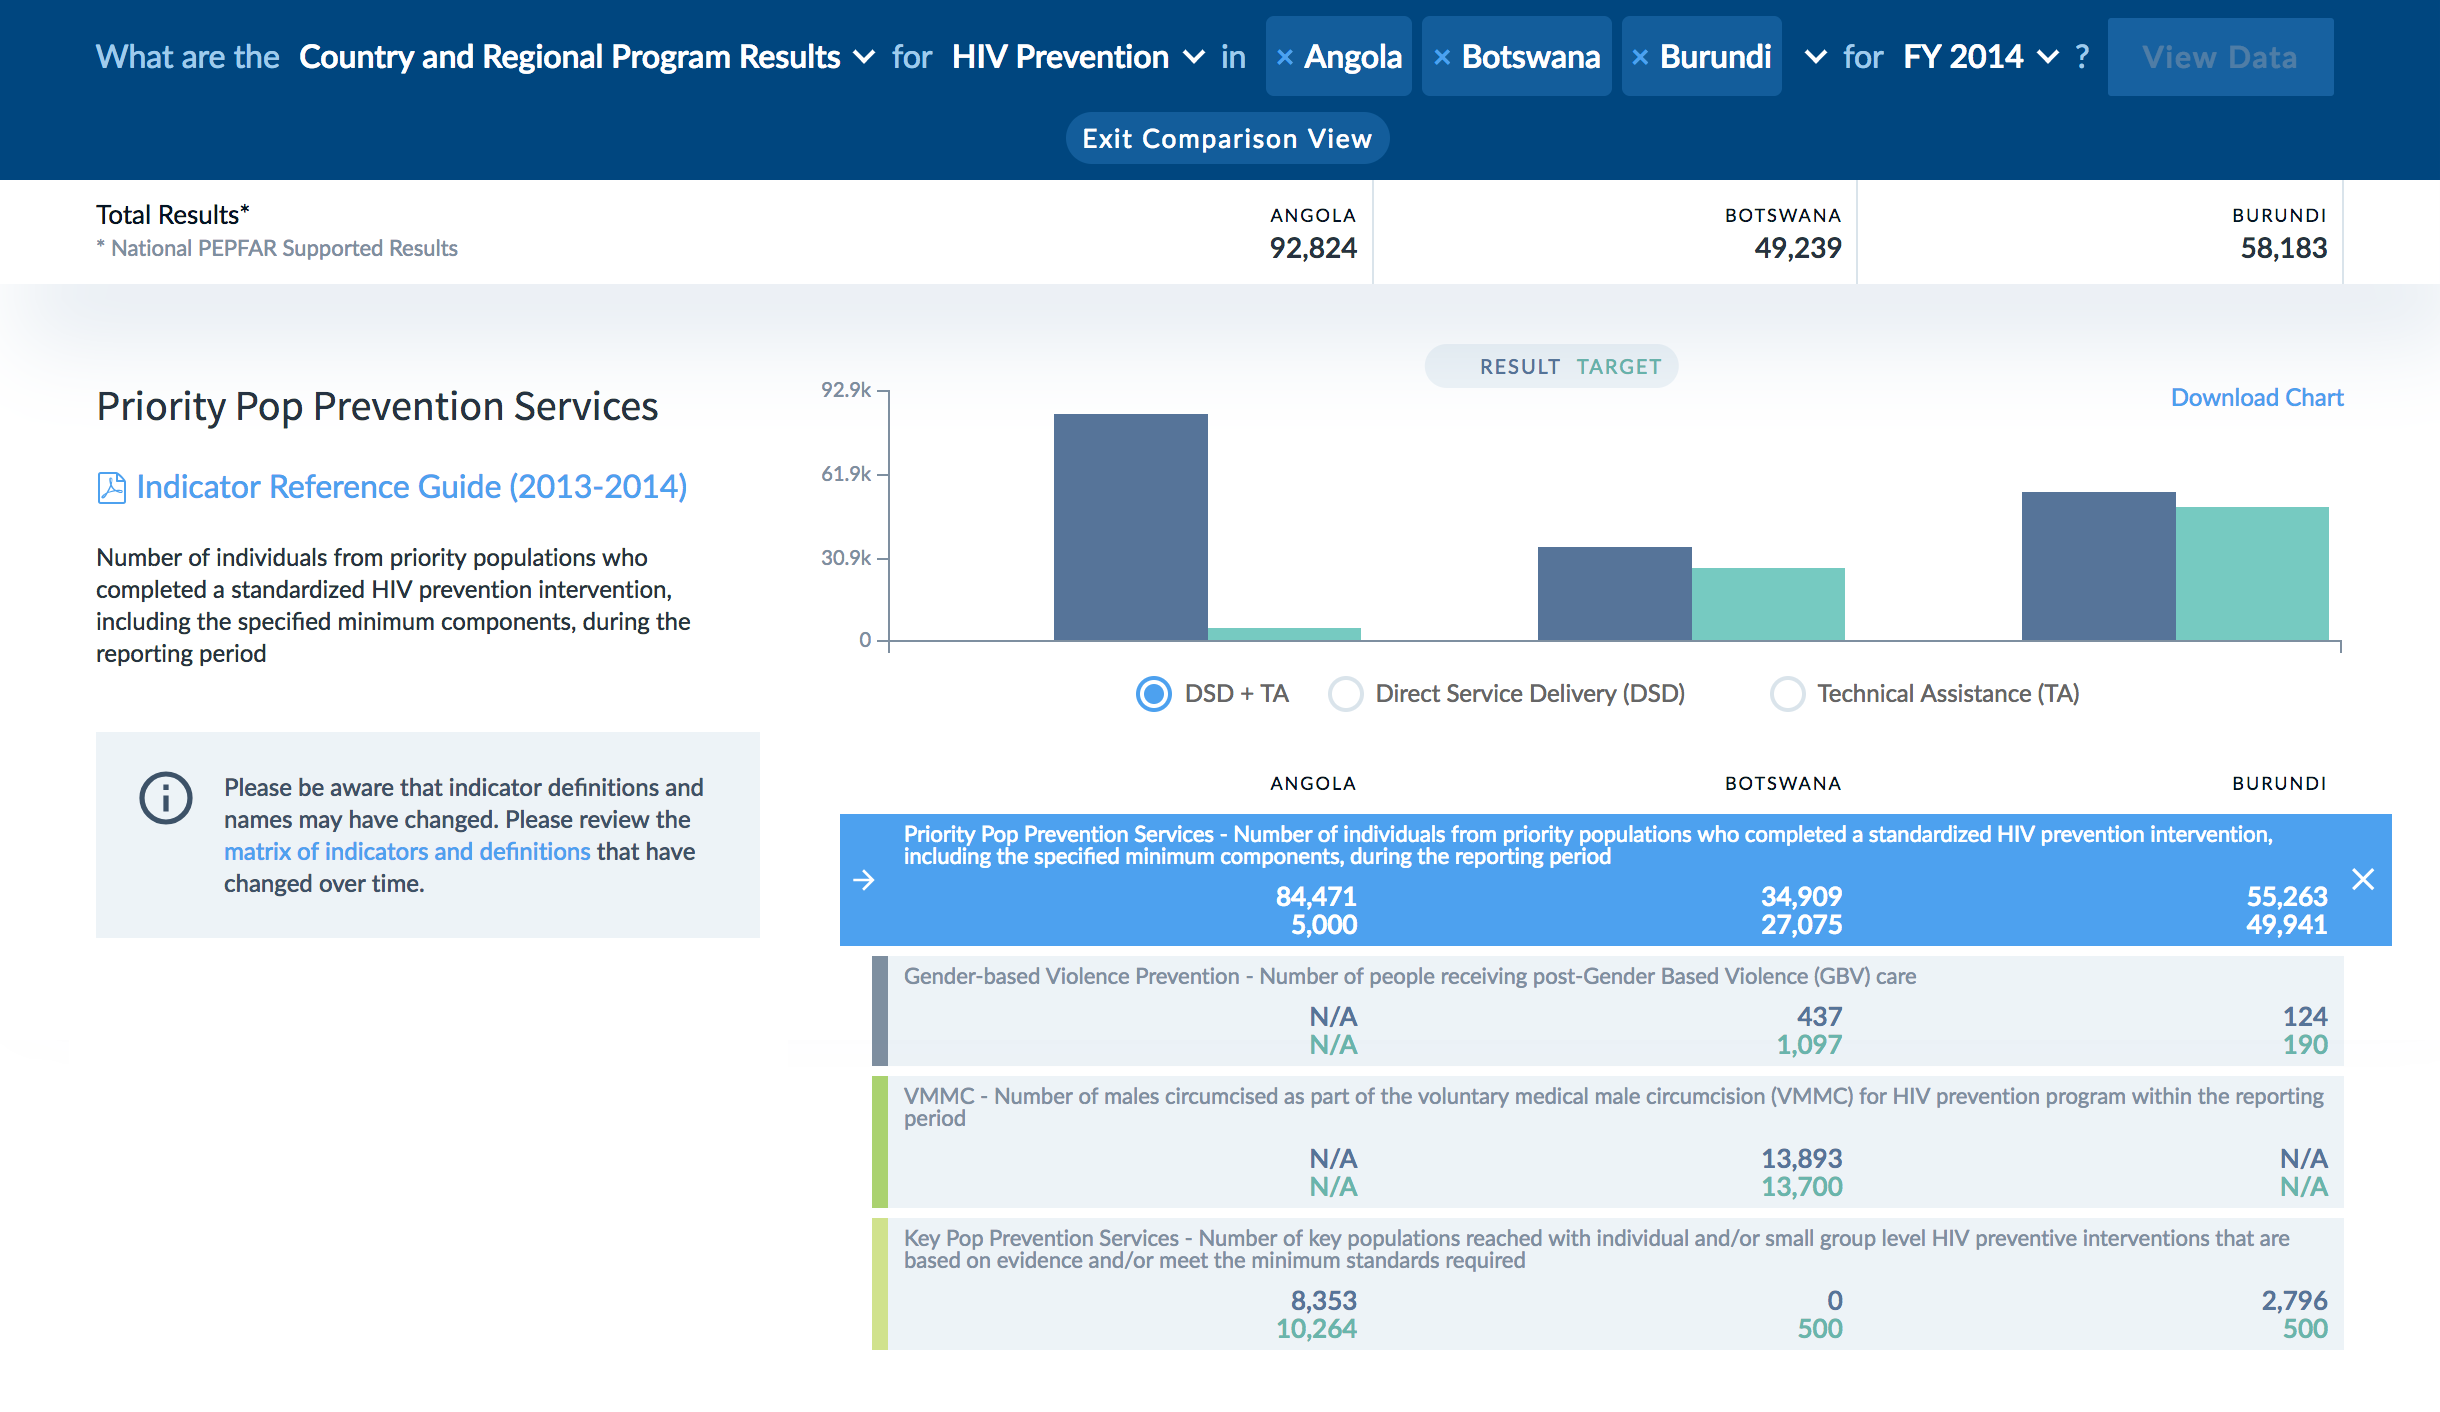 What are the Country and Regional Program Results for HIV Prevention in × Angola × Botswana × Burundi for FY 2014 ? View Data
Exit Comparison View
Total Results*
* National PEPFAR Supported Results
ANGOLA
92,824
BOTSWANA
49,239
BURUNDI
58,183
Priority Pop Prevention Services
Indicator Reference Guide (2013-2014)
Number of individuals from priority populations who
completed a standardized HIV prevention intervention,
including the specified minimum components, during the
reporting period
Please be aware that indicator definitions and
names may have changed. Please review the
matrix of indicators and definitions that have
changed over time.
RESULT TARGET
Download Chart
92.9k
61.9k
30.9k
0
DSD + TA Direct Service Delivery (DSD) Technical Assistance (TA)
ANGOLA BOTSWANA BURUNDI
Priority Pop Prevention Services - Number of individuals from priority populations who completed a standardized HIV prevention intervention,
including the specified minimum components, during the reporting period
84,471 34,909 55,263
5,000 27,075 49,941
Gender-based Violence Prevention - Number of people receiving post-Gender Based Violence (GBV) care
N/A 437 124
N/A 1,097 190
VMMC - Number of males circumcised as part of the voluntary medical male circumcision (VMMC) for HIV prevention program within the reporting
period
N/A 13,893 N/A
N/A 13,700 N/A
Key Pop Prevention Services - Number of key populations reached with individual and/or small group level HIV preventive interventions that are
based on evidence and/or meet the minimum standards required
8,353 0 2,796
10,264 500 500